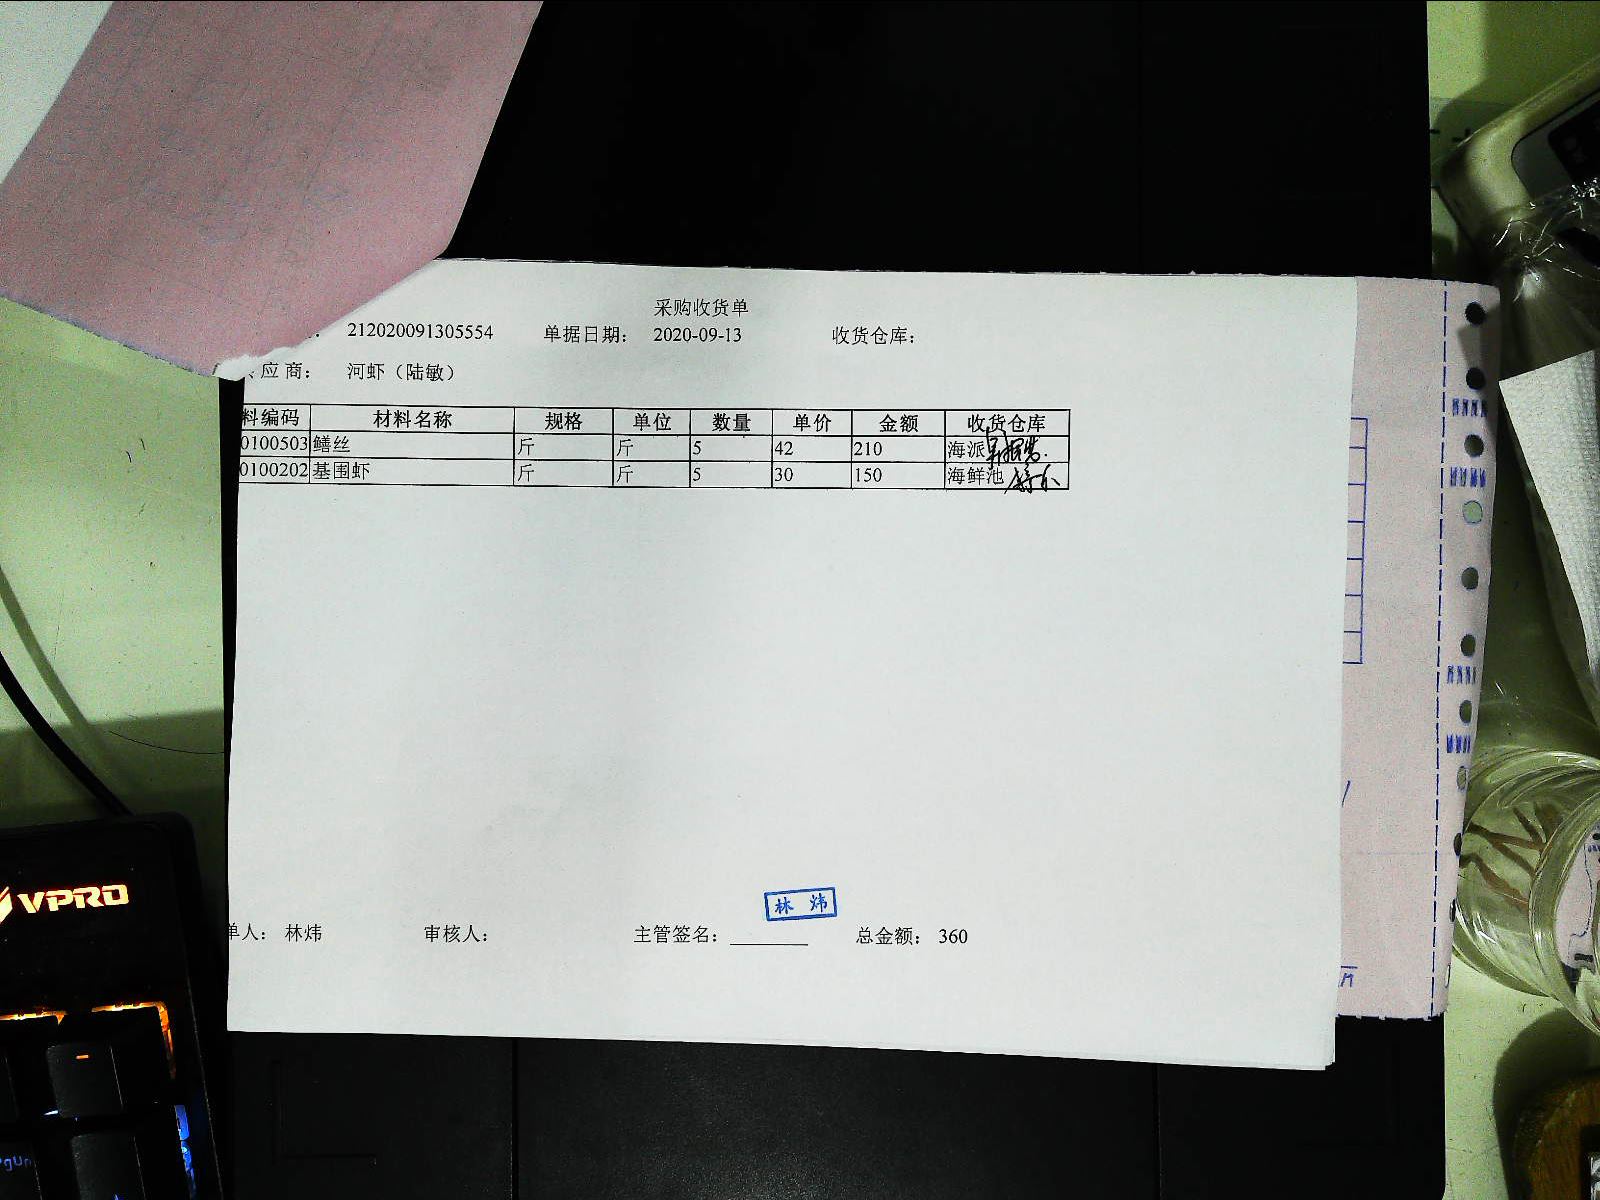 采购收货单
212020091305554 单据日期： 2020-09-13 收货仓库：
应商： 河虾（陆敏）
料编码 材料名称 规格 单位 数量 单价 金额 收货仓库
0100503 鳝丝 斤 斤 5 42 210 海派
0100202 基围虾 斤 斤 5 30 150 海鲜池
林 炜
单人： 林炜 审核人： 主管签名： 总金额： 360
VPRO
PgUp